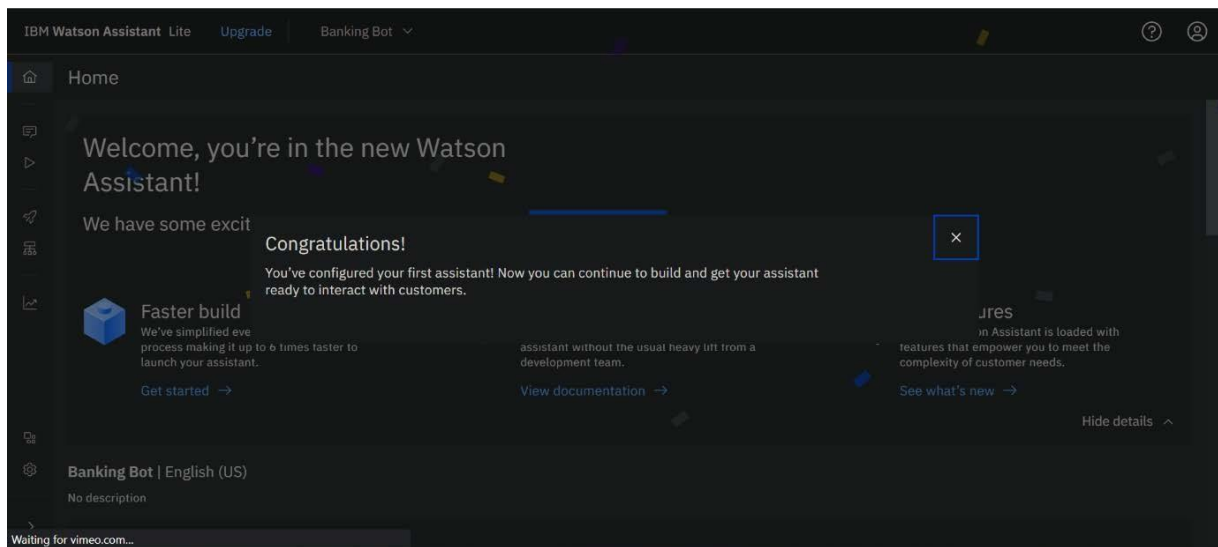 IBM Watson Assistant Lite Upgrade Banking Bot
Home
Welcome, you're in the new Watson
Assistant!
We have some excit
Congratulations!
You've configured your first assistant! Now you can continue to build and get your assistant
ready to interact with customers.
Faster build
We've simplified eve
process making it up to 6 times faster to
launch your assistant.
Get started →
assistant without the usual heavy lift from a
development team.
View documentation →
ures
on Assistant is loaded with
features that empower you to meet the
complexity of customer needs.
See what's new →
Hide details
Banking Bot | English (US)
No description
Waiting for vimeo.com...